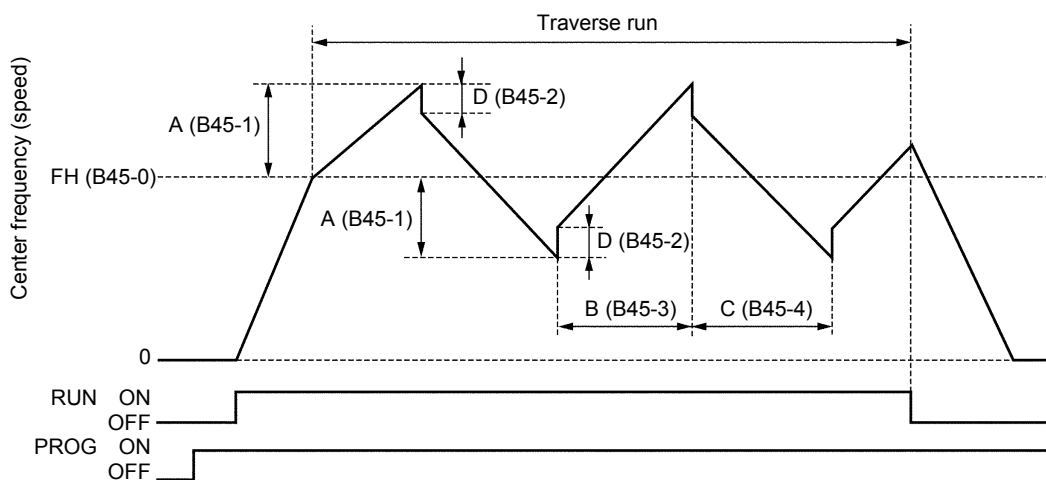 Traverse run
Center frequency (speed)
D (B45-2)
A (B45-1)
FH (B45-0)
A (B45-1)
D (B45-2)
B (B45-3)
C (B45-4)
0
RUN ON
OFF
PROG ON
OFF